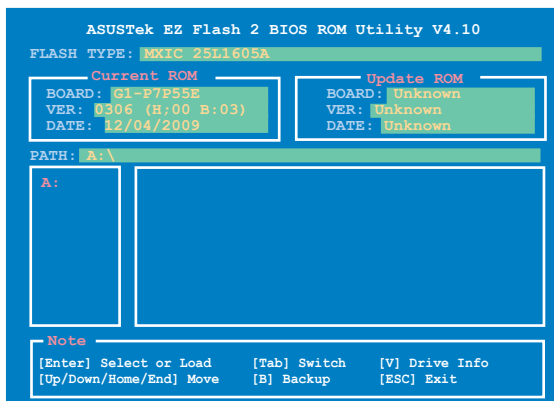 ASUSTek EZ Flash 2 BIOS ROM Utility V4.10
FLASH TYPE: MXIC 25L1605A
Current ROM
BOARD: G1-P7P55E
VER: 0306 (H;00 B:03)
DATE: 12/04/2009
Update ROM
BOARD: Unknown
VER: Unknown
DATE: Unknown
PATH: A:\
A:
Note
[Enter] Select or Load [Tab] Switch [V] Drive Info
[Up/Down/Home/End] Move [B] Backup [ESC] Exit